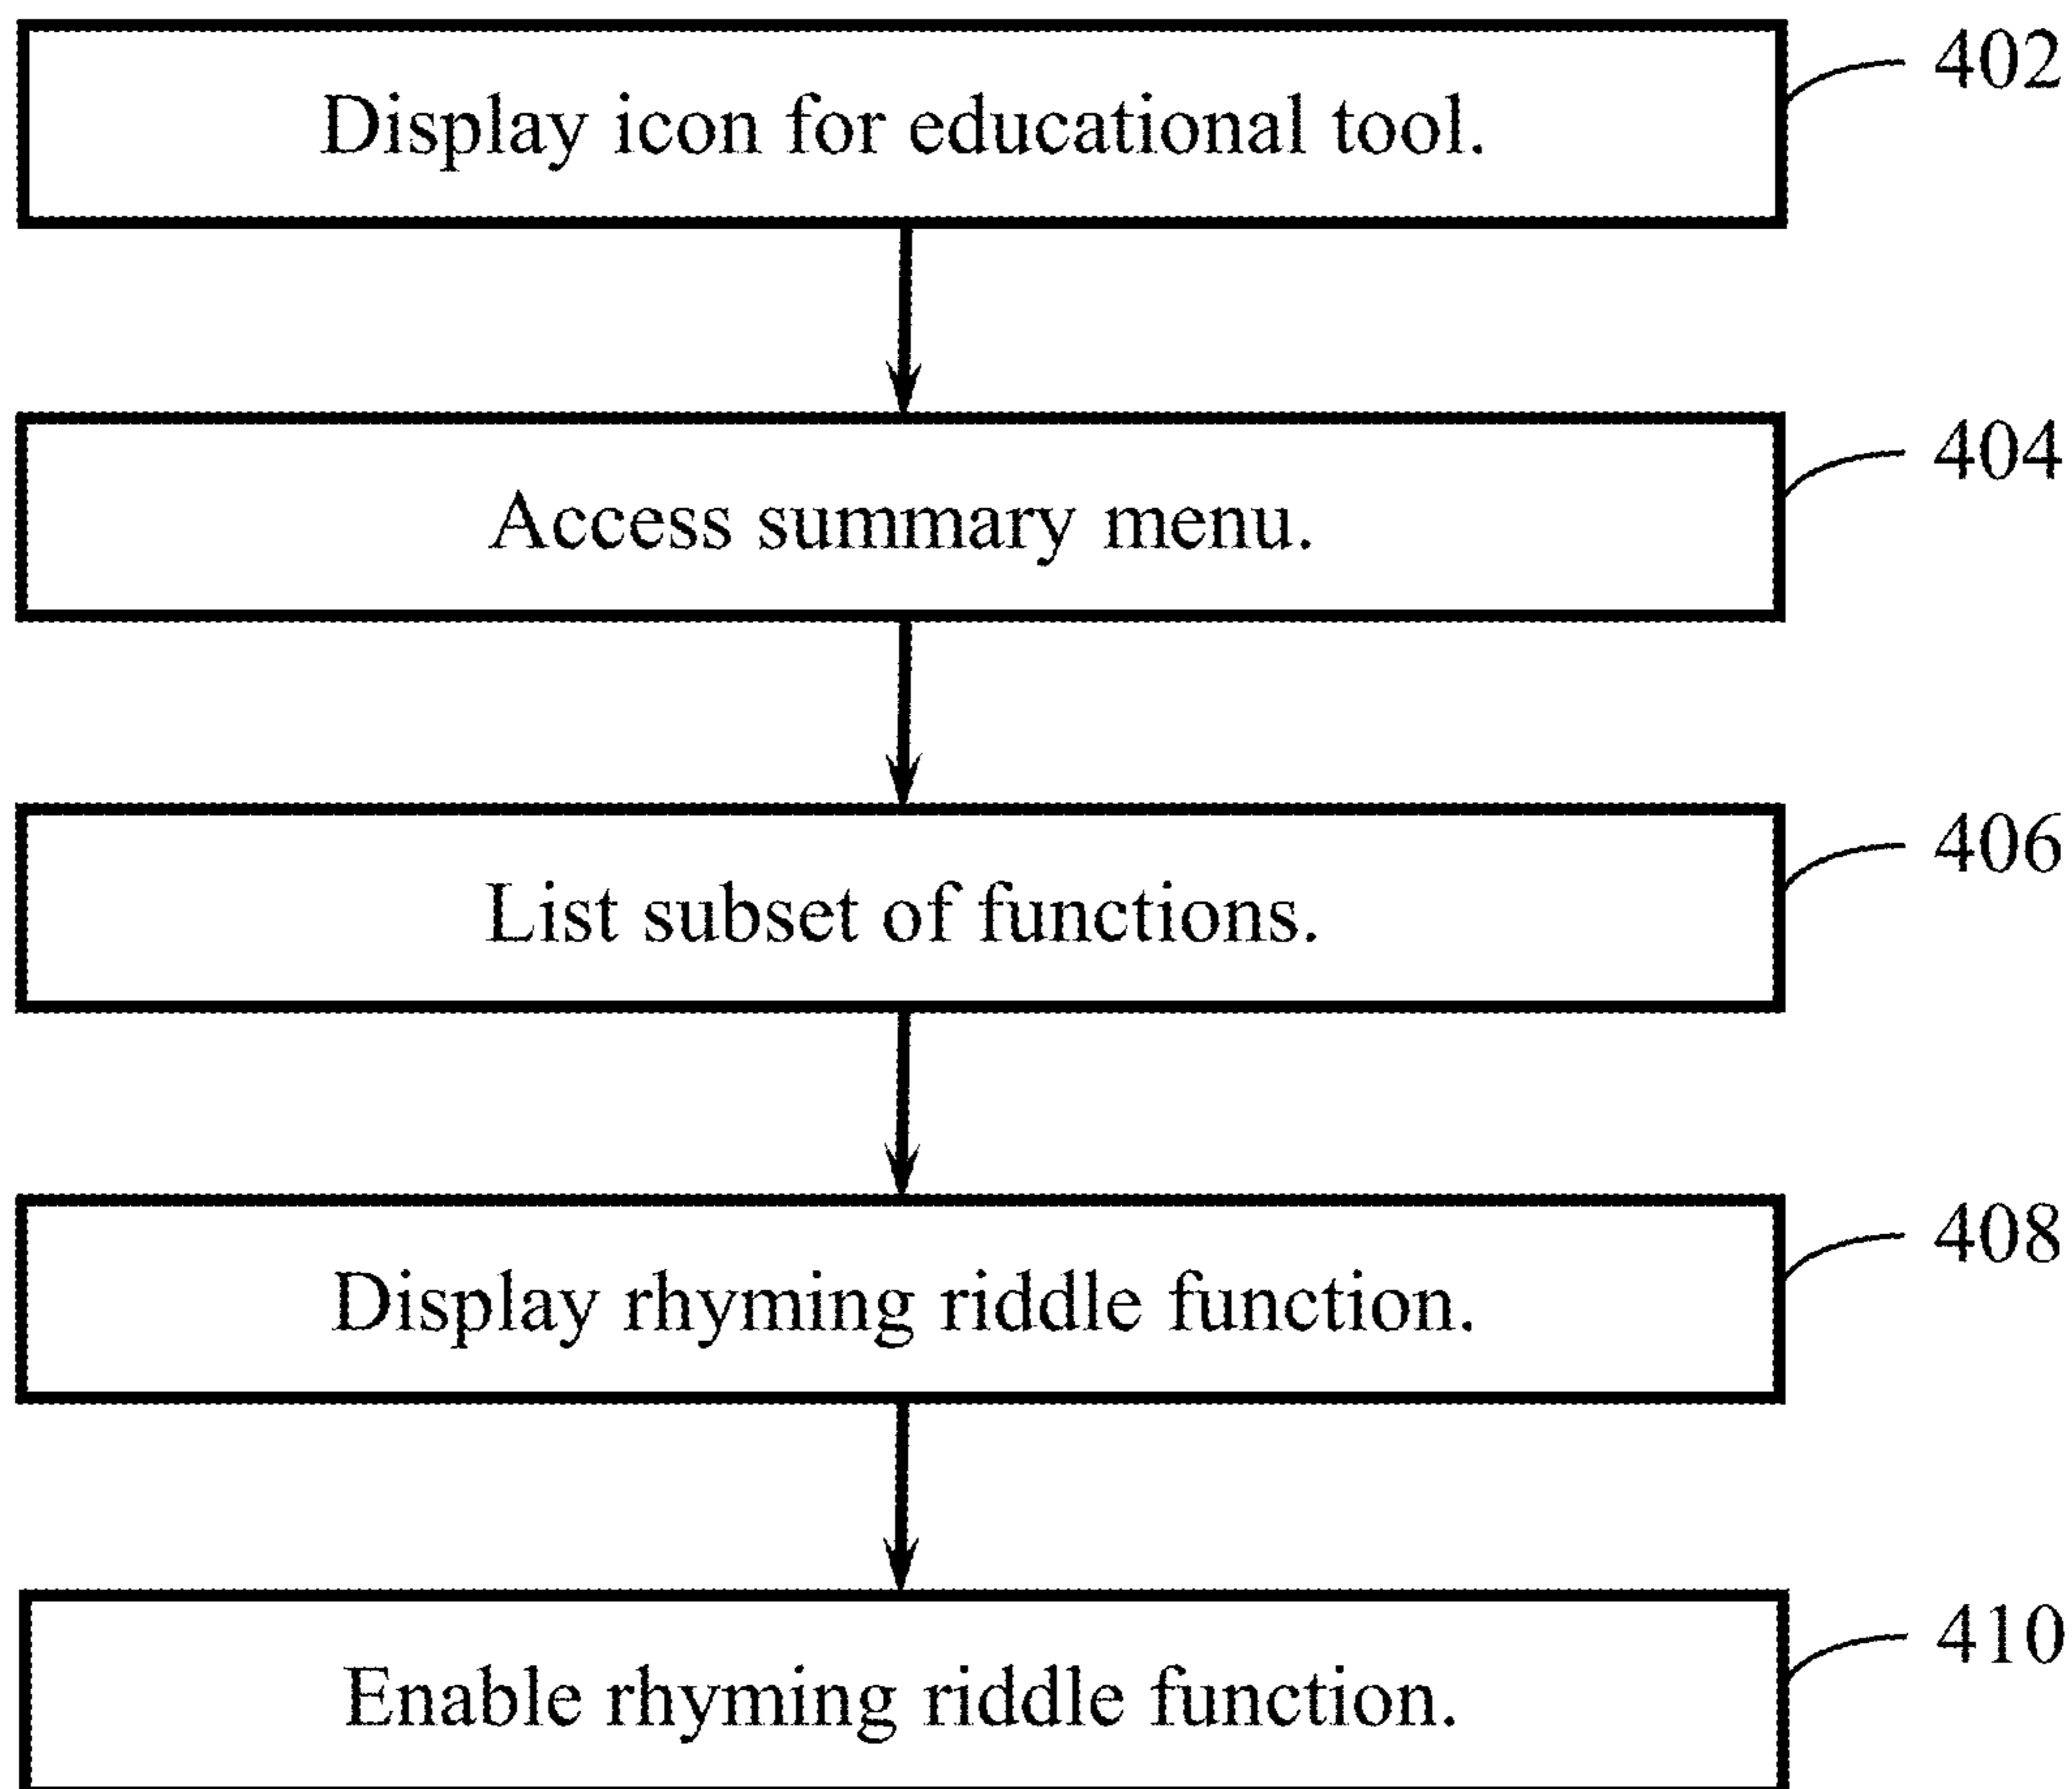 Display icon for educational tool.
402
Access summary menu.
404
List subset of functions.
406
Display rhyming riddle function.
408
Enable rhyming riddle function.
410